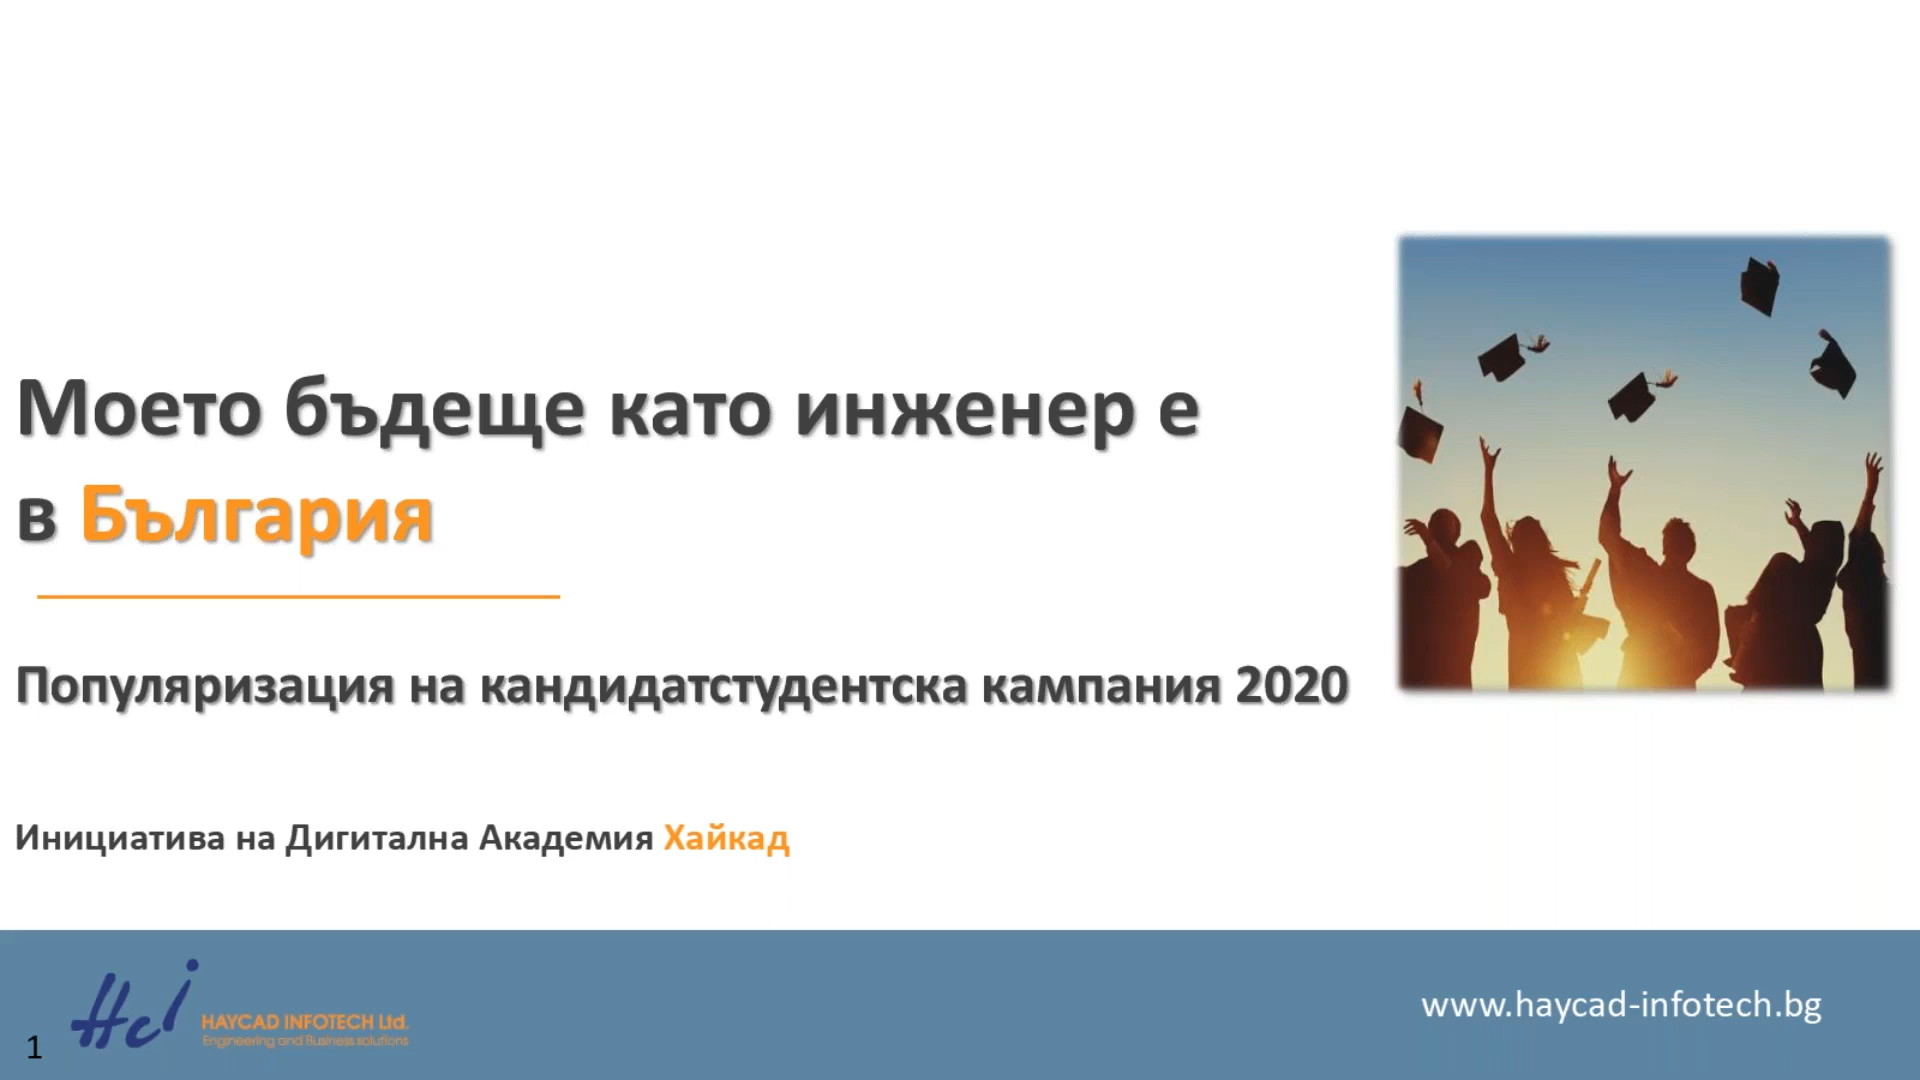 Моето бъдеще като инженер е
в България
Популяризация на кандидатстудентска кампания 2020
Инициатива на Дигитална Академия Хайкад
Hci
HAYCAD INFOTECH Ltd.
Engineering and Business solutions
www.haycad-infotech.bg
1